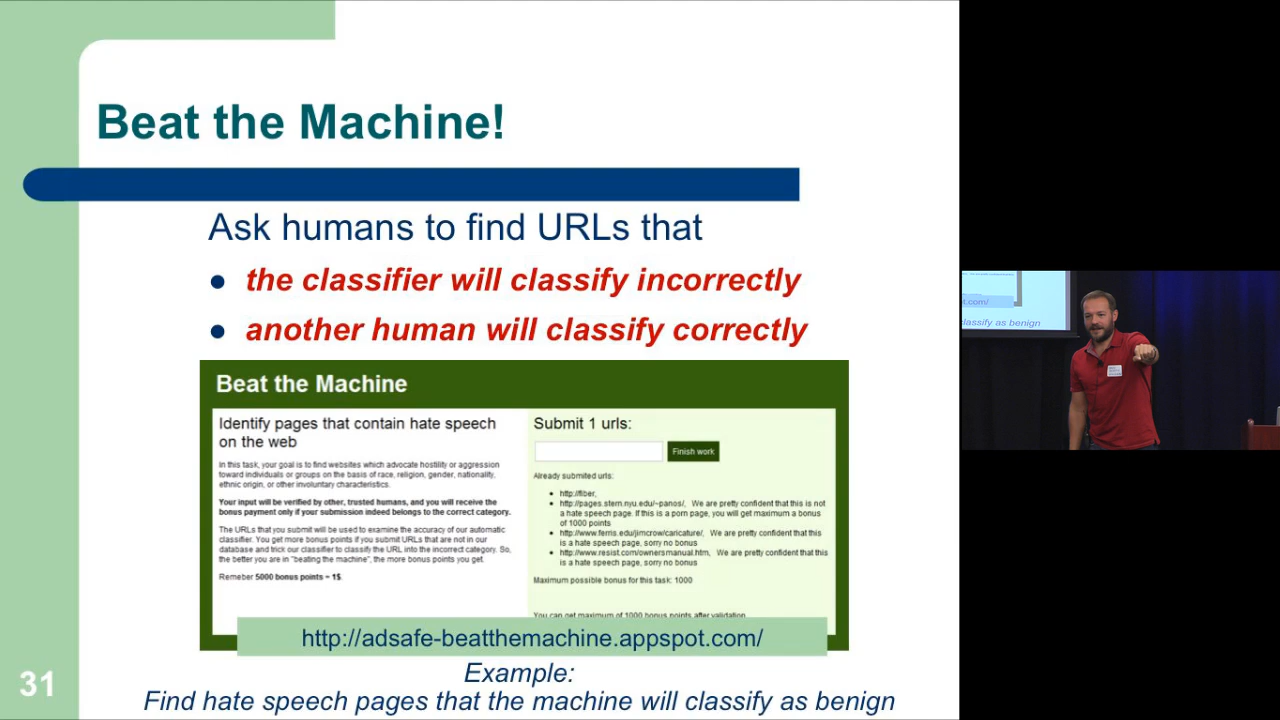 Beat the Machine!
Ask humans to find URLs that
● the classifier will classify incorrectly
● another human will classify correctly
Beat the Machine
Identify pages that contain hate speech
on the web
In this task, your goal is to find websites which advocate hostility or aggression
toward individuals or groups on the basis of race, religion, gender, nationality,
ethnic origin, or other involuntary characteristics.
Your input will be verified by other, trusted humans, and you will receive the
bonus payment only if your submission indeed belongs to the correct category.
The URLs that you submit will be used to examine the accuracy of our automatic
classifier. You get more bonus points if you submit URLs that are not in our
database and trick our classifier to classify the URL into the incorrect category. So,
the better you are in "beating the machine", the more bonus points you get.
Remeber 5000 bonus points = 1$.
Submit 1 urls:
Finish work
Already submited urls:
• http://fiber,
• http://pages.stern.nyu.edu/~panos/, We are pretty confident that this is not
a hate speech page. If this is a porn page, you will get maximum a bonus
of 1000 points
• http://www.ferris.edu/jimcrow/caricature/, We are pretty confident that this
is a hate speech page, sorry no bonus
• http://www.resist.com/ownersmanual.htm, We are pretty confident that this
is a hate speech page, sorry no bonus
Maximum possible bonus for this task: 1000
You can get maximum of 1000 bonus points after validation
http://adsafe-beatthemachine.appspot.com/
Example:
Find hate speech pages that the machine will classify as benign
31
t.com/
classify as benign